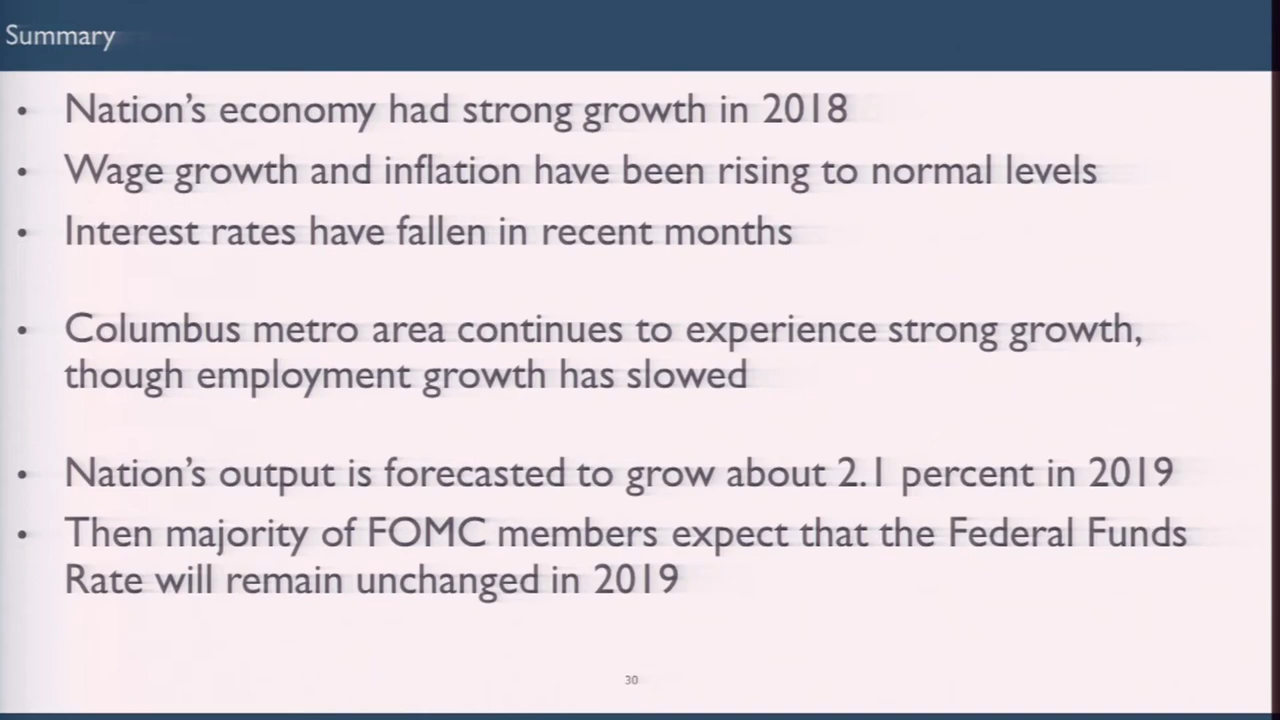 Summary
• Nation's economy had strong growth in 2018
• Wage growth and inflation have been rising to normal levels
• Interest rates have fallen in recent months
• Columbus metro area continues to experience strong growth,
though employment growth has slowed
• Nation's output is forecasted to grow about 2.1 percent in 2019
• Then majority of FOMC members expect that the Federal Funds
Rate will remain unchanged in 2019
30